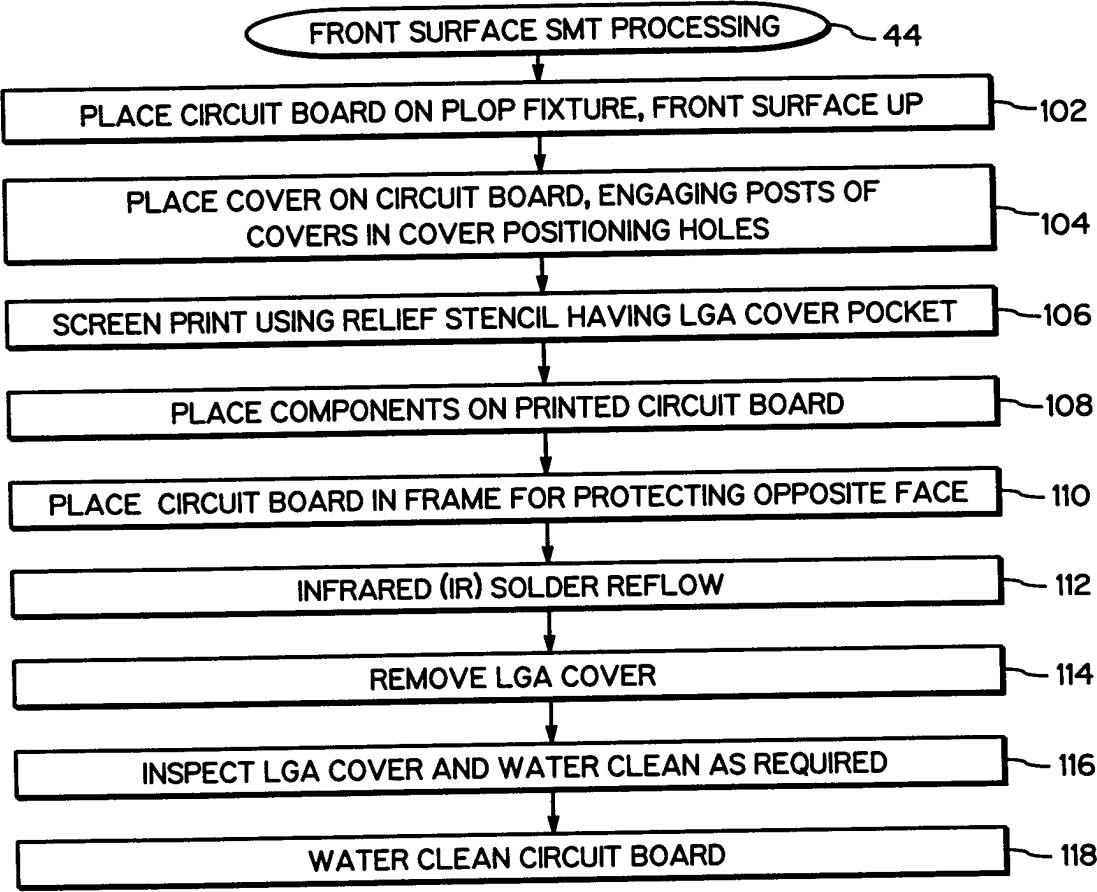 FRONT SURFACE SMT PROCESSING
44
PLACE CIRCUIT BOARD ON PLOP FIXTURE, FRONT SURFACE UP
102
PLACE COVER ON CIRCUIT BOARD, ENGAGING POSTS OF
COVERS IN COVER POSITIONING HOLES
104
SCREEN PRINT USING RELIEF STENCIL HAVING LGA COVER POCKET
106
PLACE COMPONENTS ON PRINTED CIRCUIT BOARD
108
PLACE CIRCUIT BOARD IN FRAME FOR PROTECTING OPPOSITE FACE
110
INFRARED (IR) SOLDER REFLOW
112
REMOVE LGA COVER
114
INSPECT LGA COVER AND WATER CLEAN AS REQUIRED
116
WATER CLEAN CIRCUIT BOARD
118